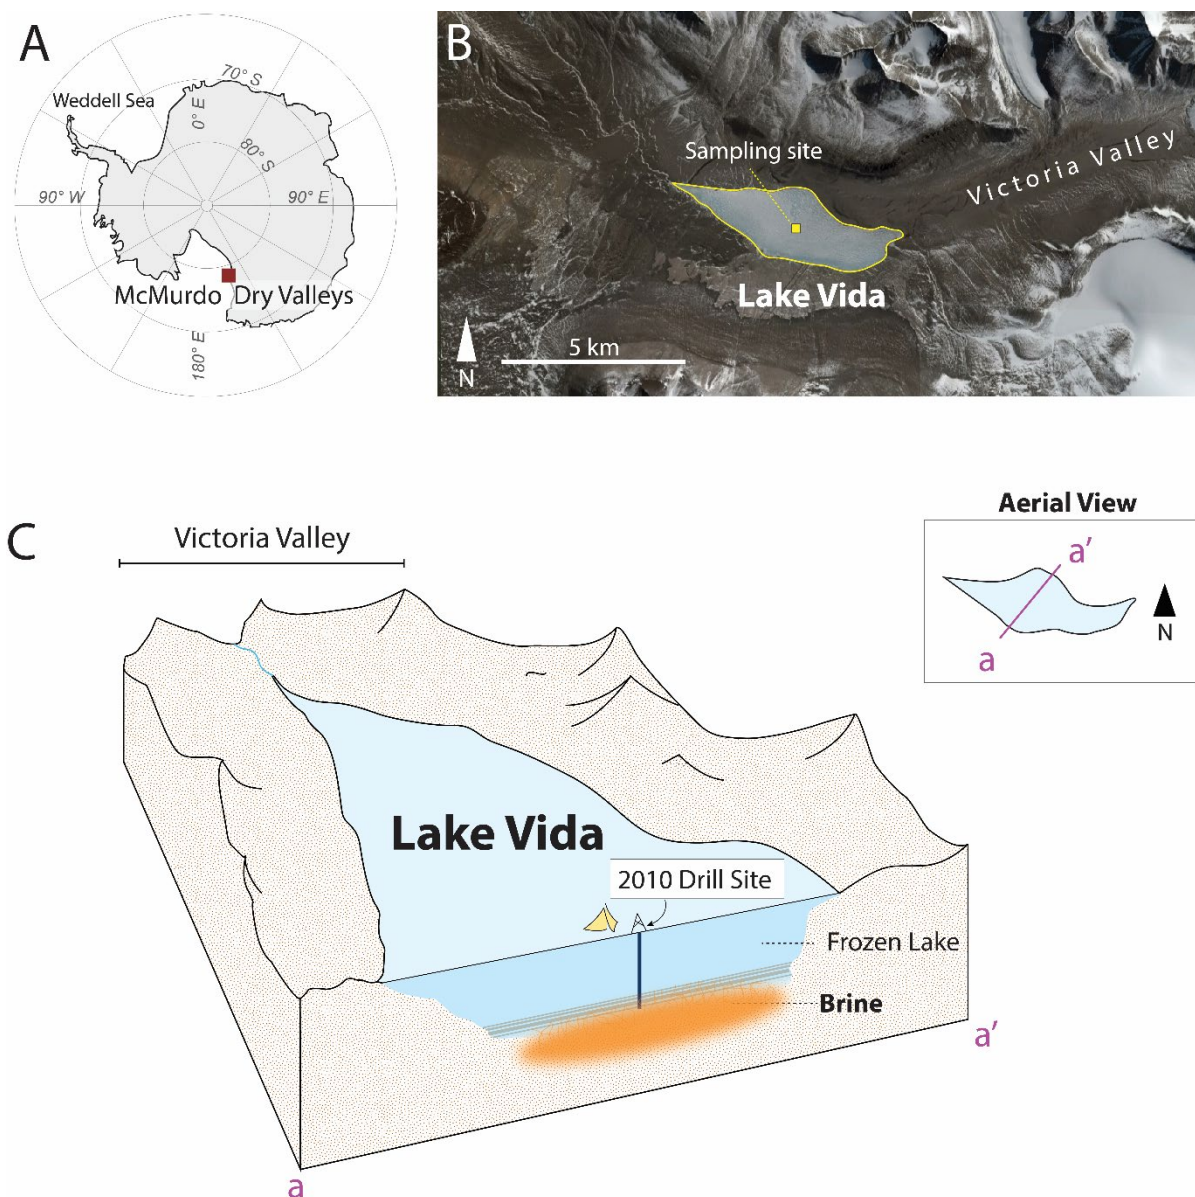 A
Weddell Sea
70° S
0° E
80° S
90° W
90° E
McMurdo Dry Valleys
180° E
B
Sampling site
Victoria Valley
Lake Vida
5 km
N
C
Victoria Valley
Aerial View
a'
a
N
Lake Vida
2010 Drill Site
Frozen Lake
Brine
a'
a